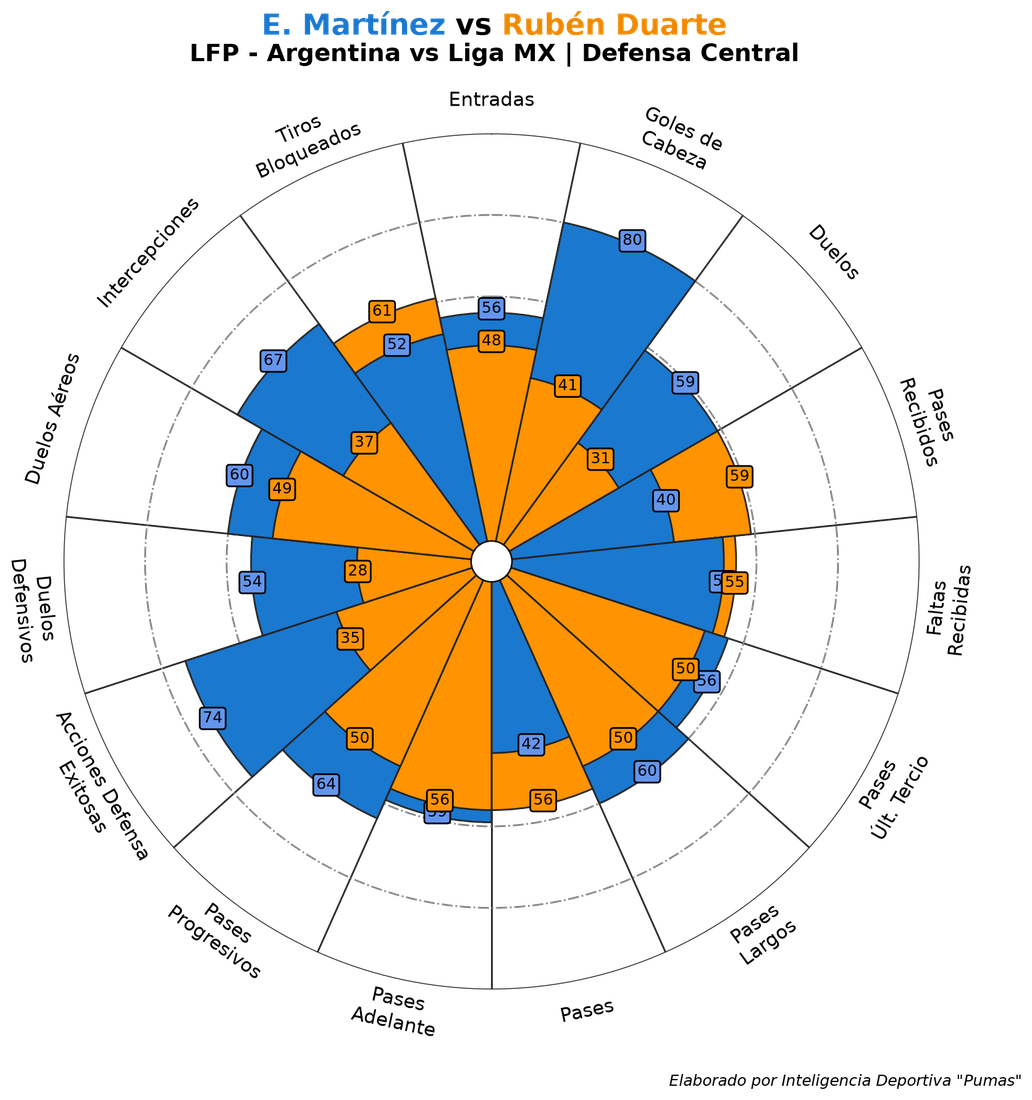 E. Martínez vs Rubén Duarte
LFP - Argentina vs Liga MX | Defensa Central
Entradas
Goles de
Cabeza
Duelos
Pases
Recibidos
Faltas
Recibidas
Pases
Últ. Tercio
Pases
Largos
Pases
Pases
Adelante
Pases
Progresivos
Acciones Defensa
Exitosas
Duelos
Defensivos
Duelos Aéreos
Intercepciones
Tiros
Bloqueados
56
48
80
41
59
31
59
40
55
50
56
50
60
42
56
56
50
64
35
74
28
54
49
60
37
67
61
52
Elaborado por Inteligencia Deportiva "Pumas"